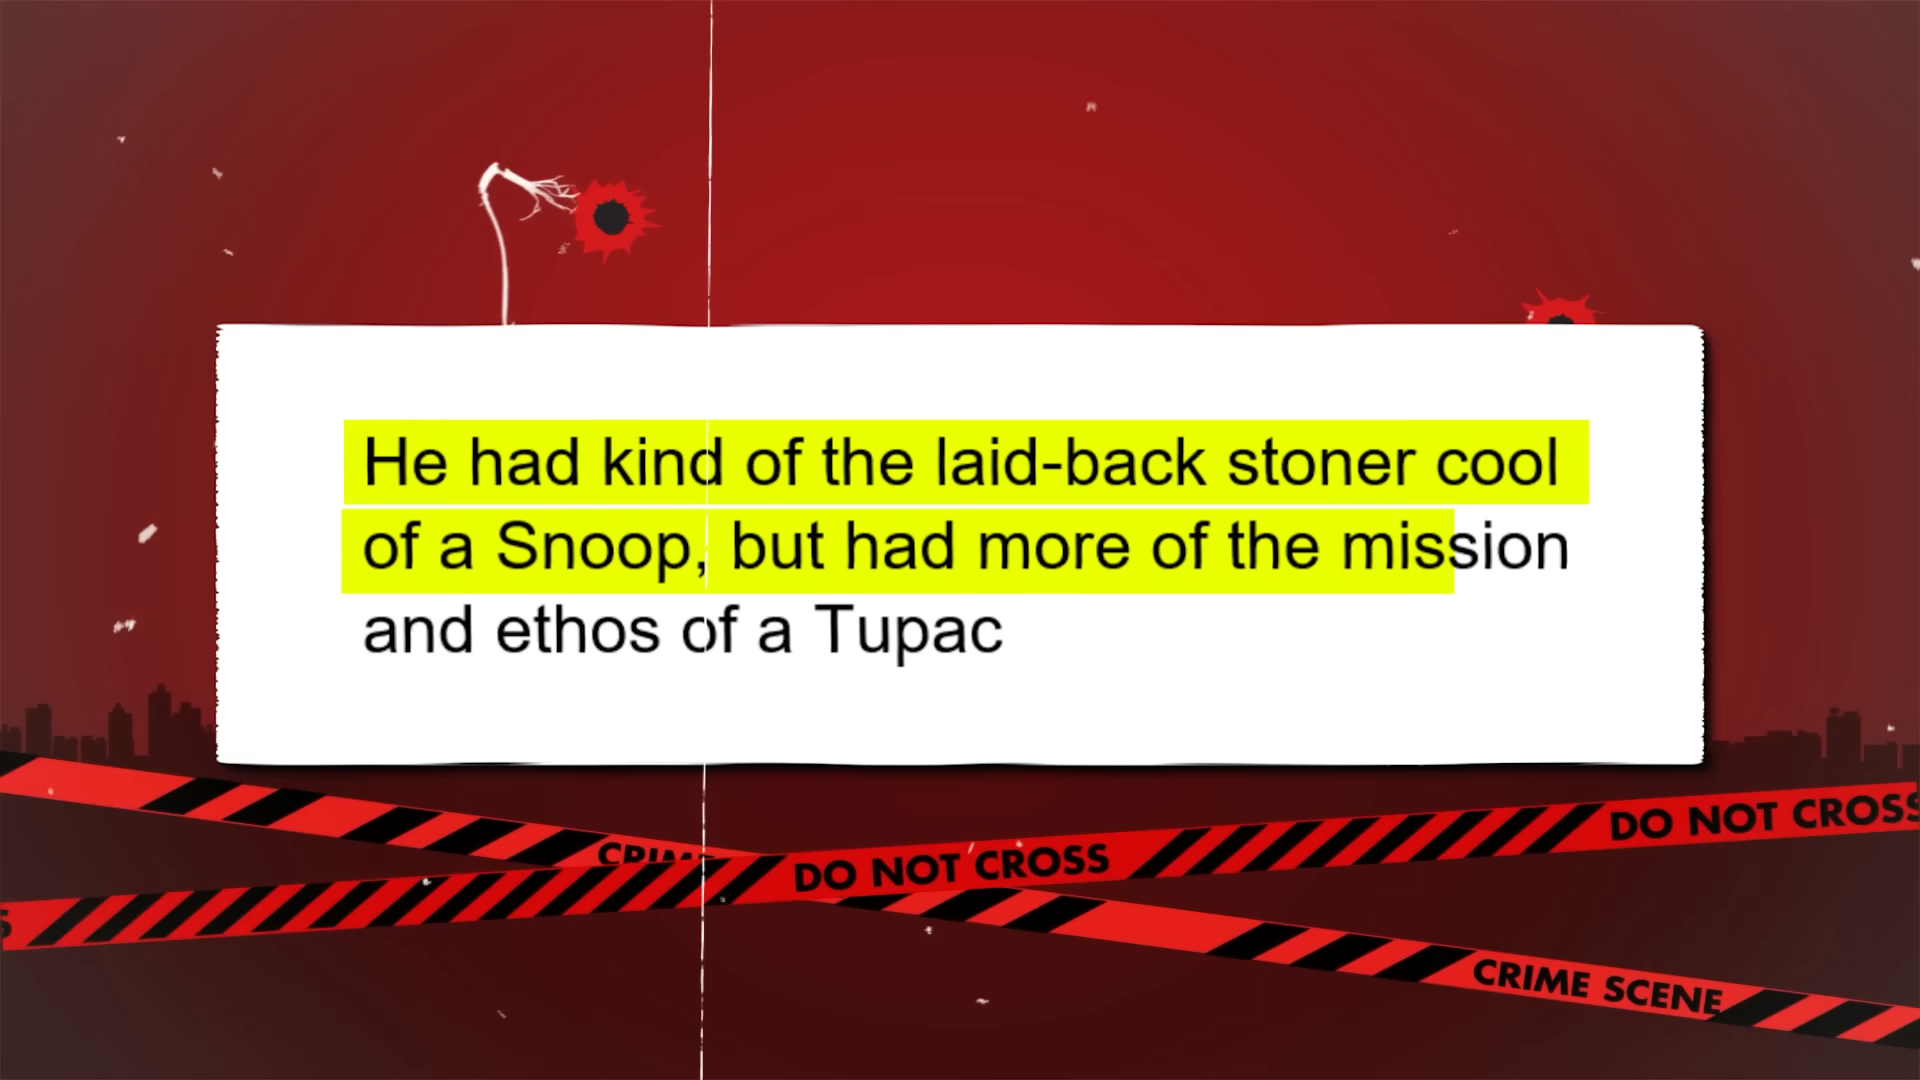 He had kind of the laid-back stoner cool
of a Snoop, but had more of the mission
and ethos of a Tupac
DO NOT CROSS
CRIME
DO NOT CROSS
CRIME SCENE